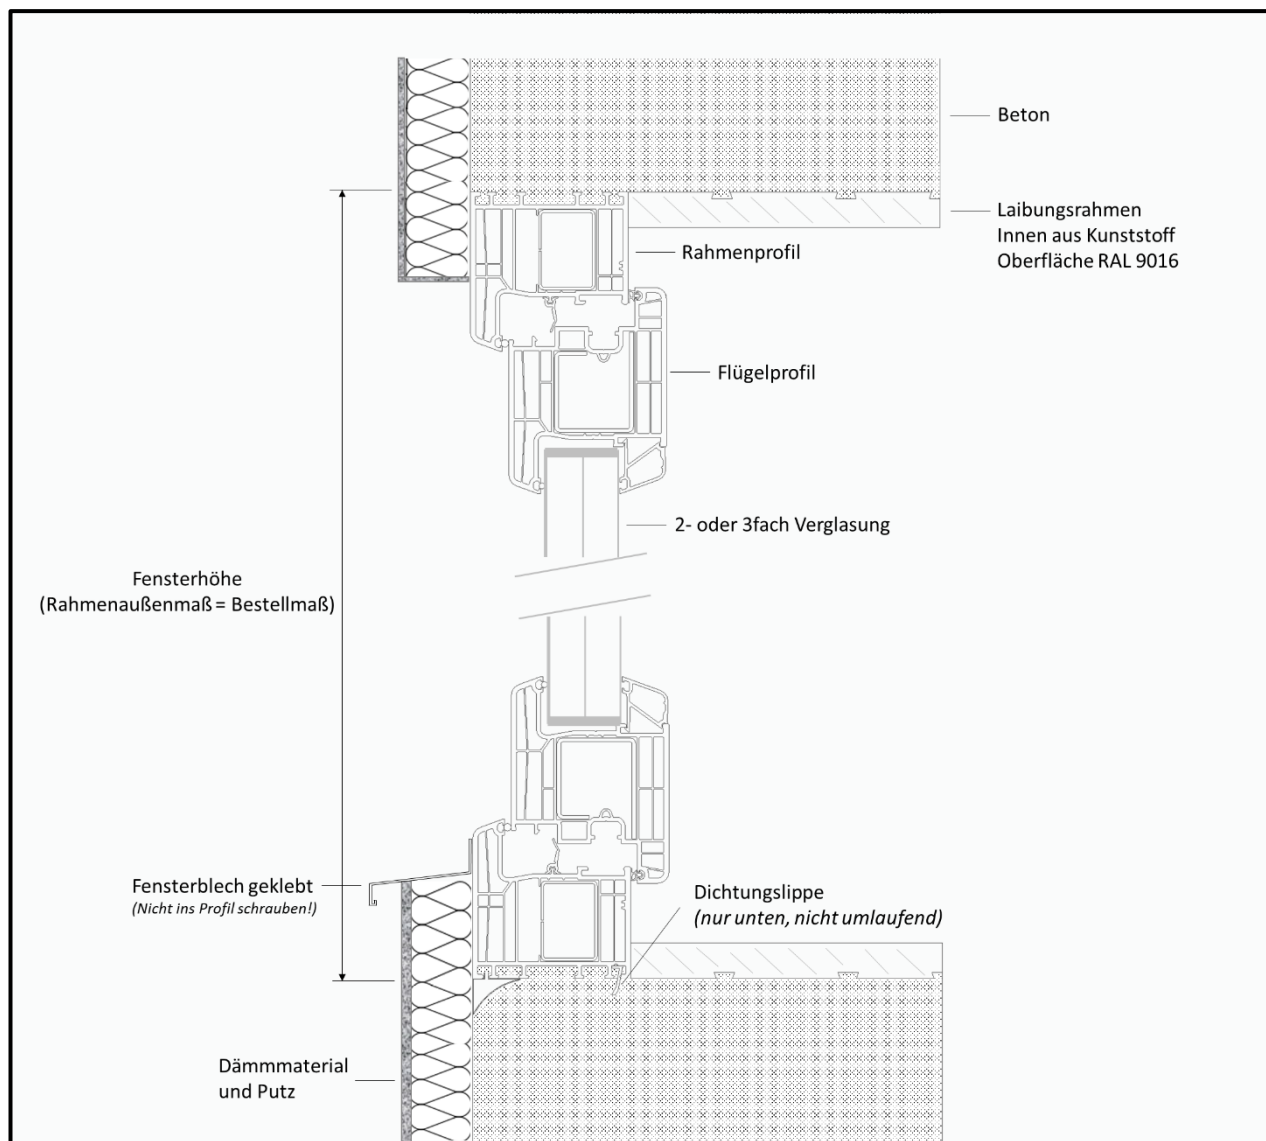 Beton
Laibungsrahmen
Innen aus Kunststoff
Oberfläche RAL 9016
Rahmenprofil
Flügelprofil
2- oder 3fach Verglasung
Fensterhöhe
(Rahmenaußenmaß = Bestellmaß)
Fensterblech geklebt
(Nicht ins Profil schrauben!)
Dichtungslippe
(nur unten, nicht umlaufend)
Dämmmaterial
und Putz